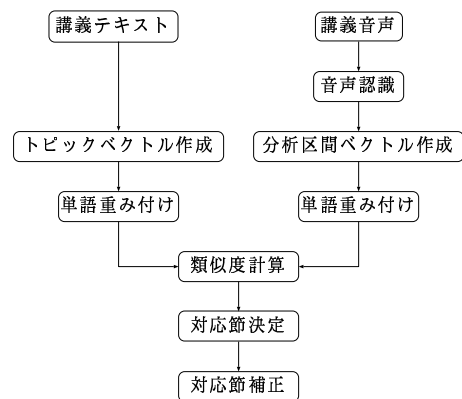 講義テキスト
講義音声
音声認識
トピックベクトル作成
分析区間ベクトル作成
単語重み付け
単語重み付け
類似度計算
対応節決定
対応節補正